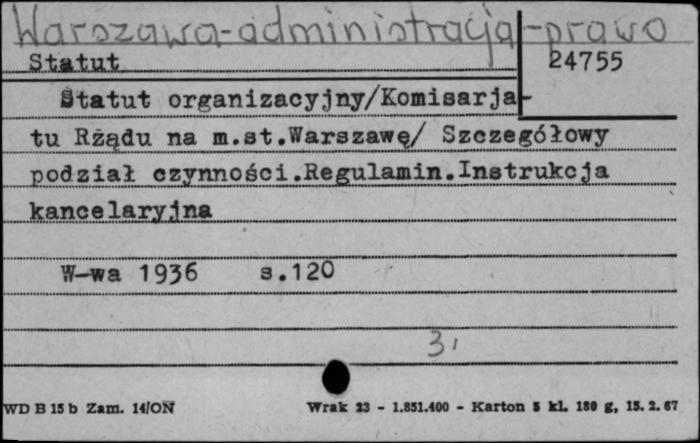 Warszawa-administracja-prawo
Statut
24755
Statut organizacyjny/Komisarja-
tu Rządu na m.st.Warszawę/ Szczegółowy
podział czynności.Regulamin.Instrukcja
kancelaryjna
W-wa 1936 s.120
31
WD B 15 b Zam. 14/ON Wrak 23 - 1.851.400 - Karton 5 kl. 180 g, 15. 2. 67